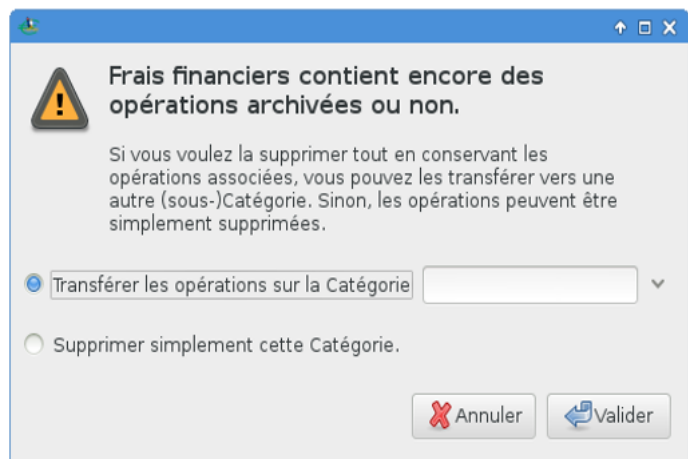 Frais financiers contient encore des
opérations archivées ou non.
Si vous voulez la supprimer tout en conservant les
opérations associées, vous pouvez les transférer vers une
autre (sous-)Catégorie. Sinon, les opérations peuvent être
simplement supprimées.
Transférer les opérations sur la Catégorie
Supprimer simplement cette Catégorie.
Annuler Valider